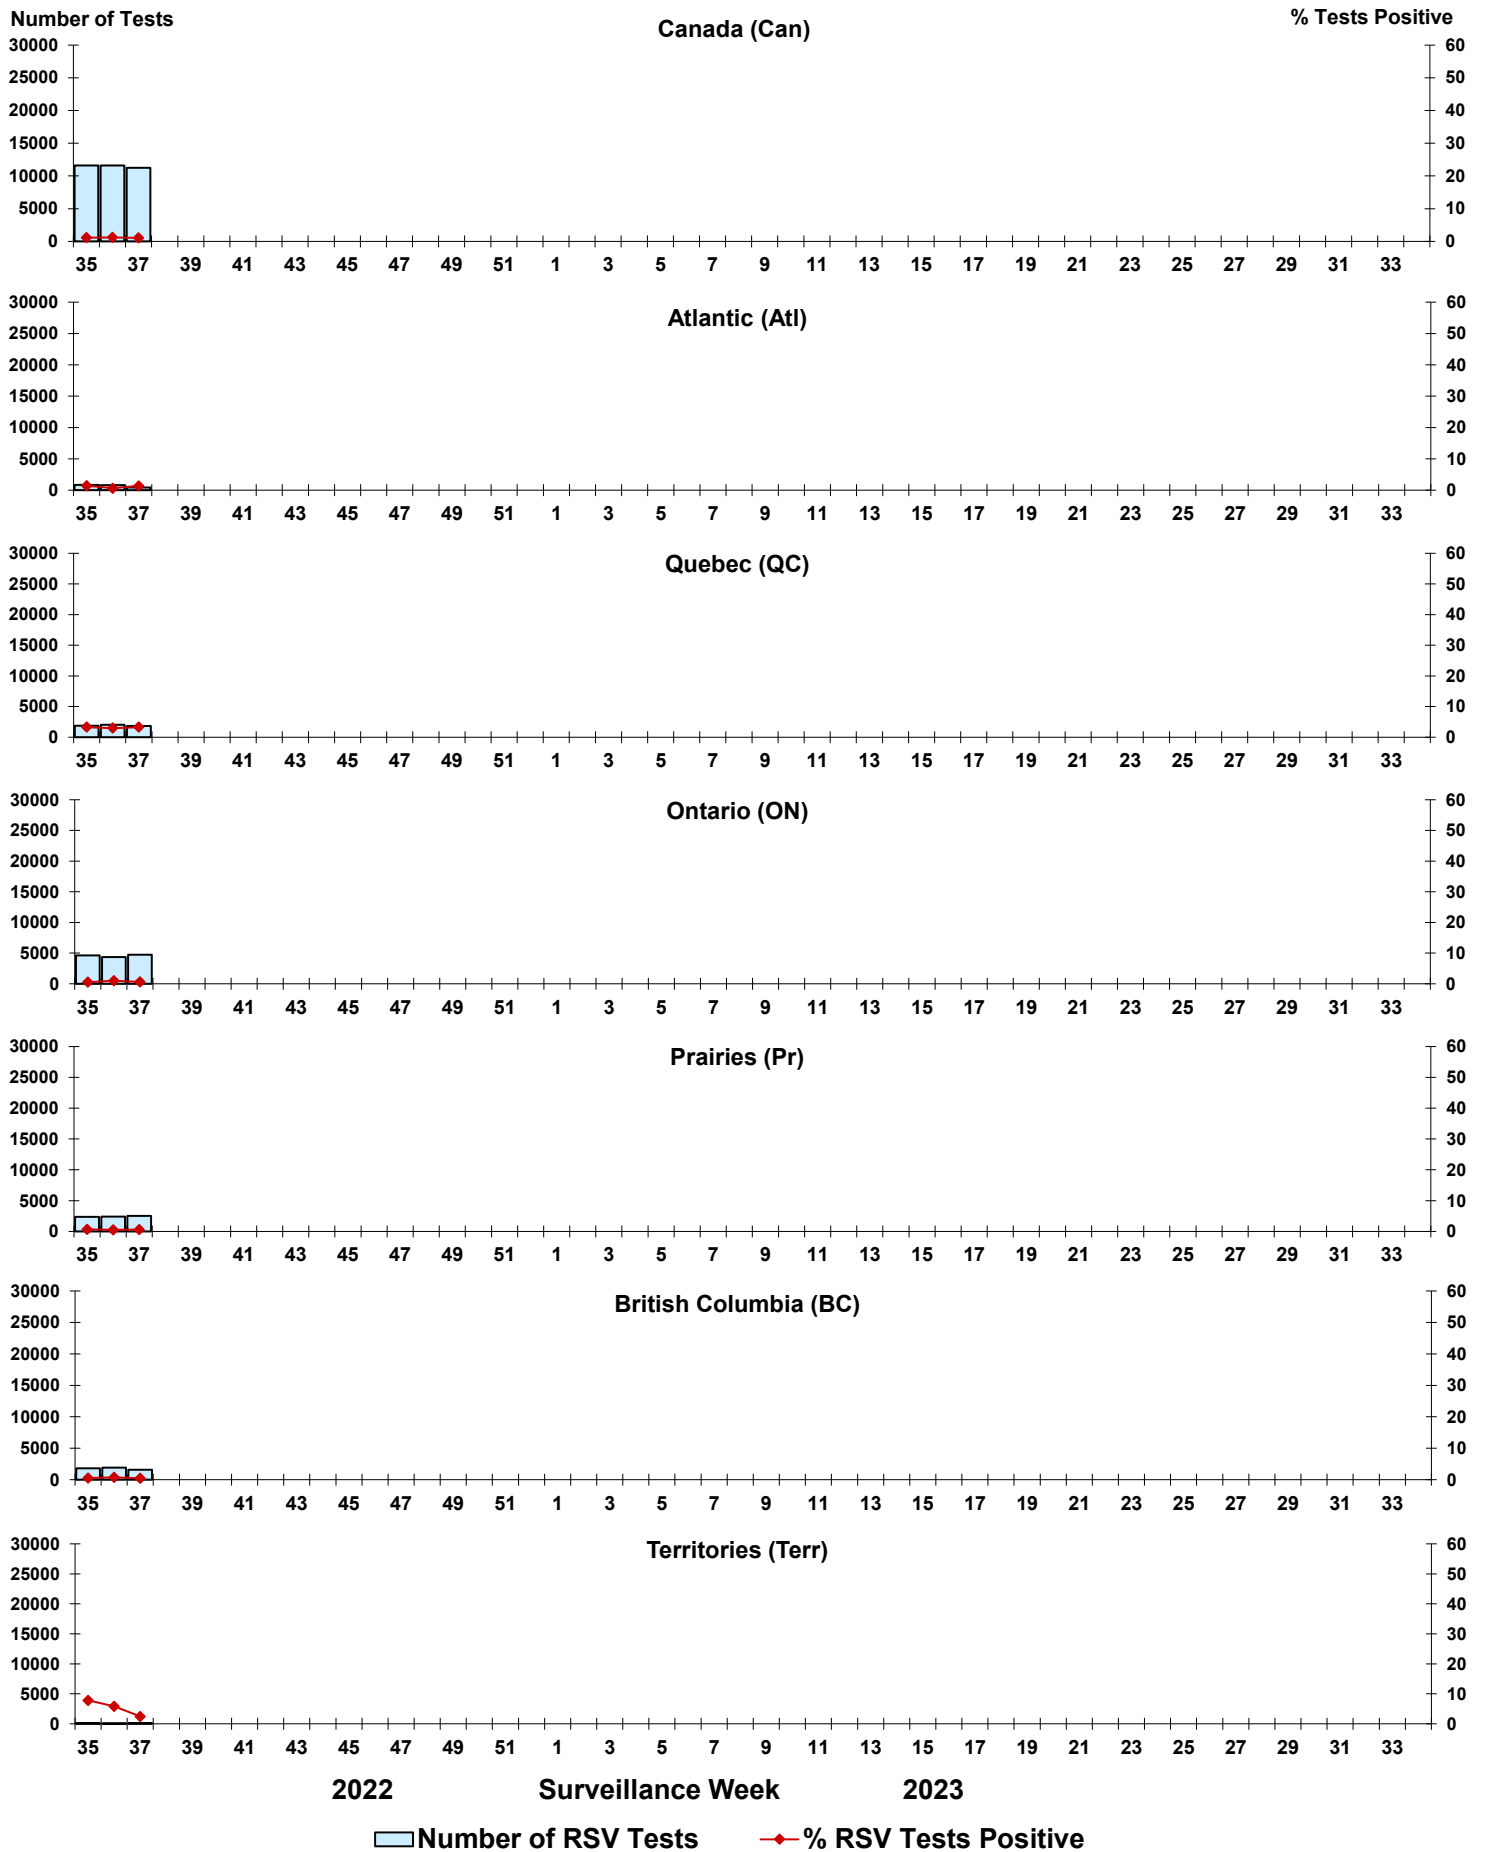 Number of Tests
% Tests Positive
Canada (Can)
30000 60
25000 50
20000 40
15000 30
10000 20
5000 10
0 0
35 37 39 41 43 45 47 49 51 1 3 5 7 9 11 13 15 17 19 21 23 25 27 29 31 33
Atlantic (Atl)
30000 60
25000 50
20000 40
15000 30
10000 20
5000 10
0 0
35 37 39 41 43 45 47 49 51 1 3 5 7 9 11 13 15 17 19 21 23 25 27 29 31 33
Quebec (QC)
30000 60
25000 50
20000 40
15000 30
10000 20
5000 10
0 0
35 37 39 41 43 45 47 49 51 1 3 5 7 9 11 13 15 17 19 21 23 25 27 29 31 33
Ontario (ON)
30000 60
25000 50
20000 40
15000 30
10000 20
5000 10
0 0
35 37 39 41 43 45 47 49 51 1 3 5 7 9 11 13 15 17 19 21 23 25 27 29 31 33
Prairies (Pr)
30000 60
25000 50
20000 40
15000 30
10000 20
5000 10
0 0
35 37 39 41 43 45 47 49 51 1 3 5 7 9 11 13 15 17 19 21 23 25 27 29 31 33
British Columbia (BC)
30000 60
25000 50
20000 40
15000 30
10000 20
5000 10
0 0
35 37 39 41 43 45 47 49 51 1 3 5 7 9 11 13 15 17 19 21 23 25 27 29 31 33
Territories (Terr)
30000 60
25000 50
20000 40
15000 30
10000 20
5000 10
0 0
35 37 39 41 43 45 47 49 51 1 3 5 7 9 11 13 15 17 19 21 23 25 27 29 31 33
2022 Surveillance Week 2023
Number of RSV Tests % RSV Tests Positive